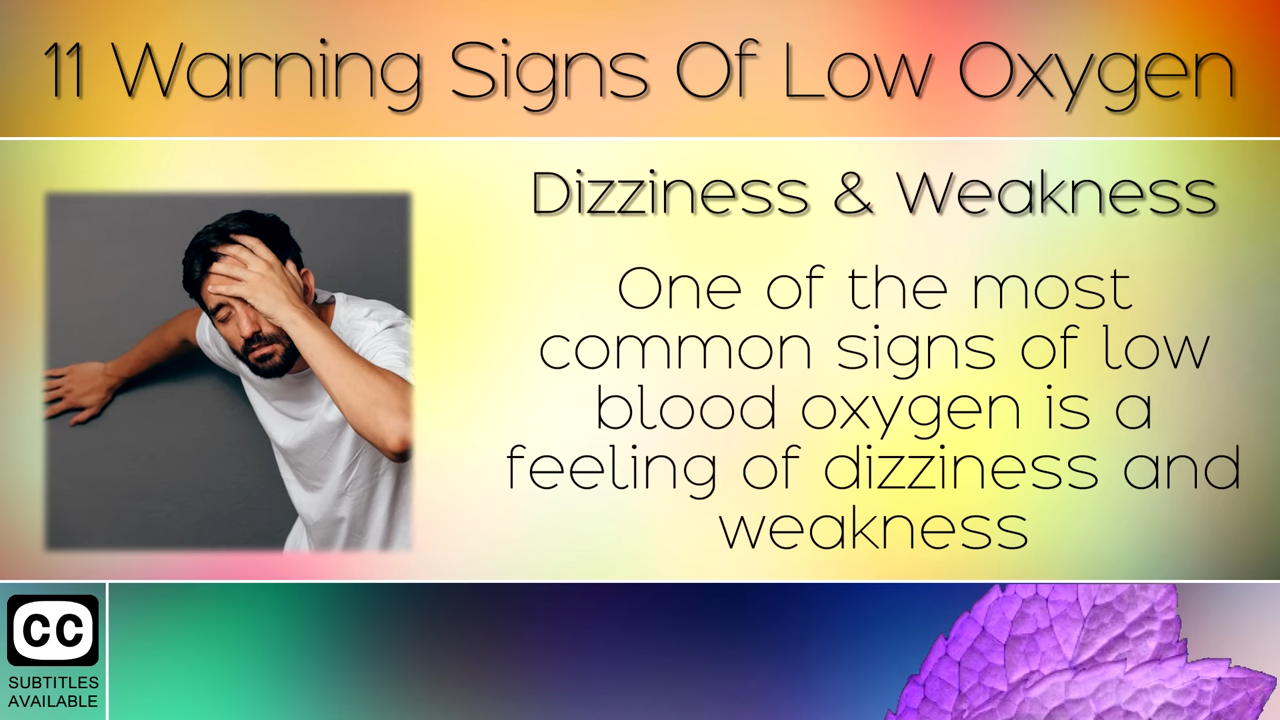 11 Warning Signs Of Low Oxygen
Dizziness & Weakness
One of the most
common signs of low
blood oxygen is a
feeling of dizziness and
weakness
CC
SUBTITLES
AVAILABLE